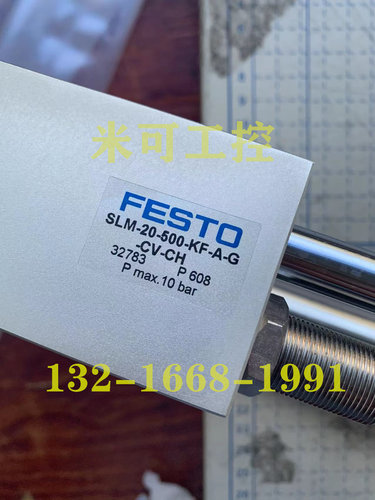 米可工控
FESTO
SLM-20-500-KF-A-G
-CV-CH
32783 P 608
P max.10 bar
132-1668-1991